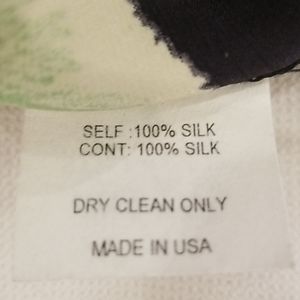 SELF :100% SILK
CONT: 100% SILK
DRY CLEAN ONLY
MADE IN USA